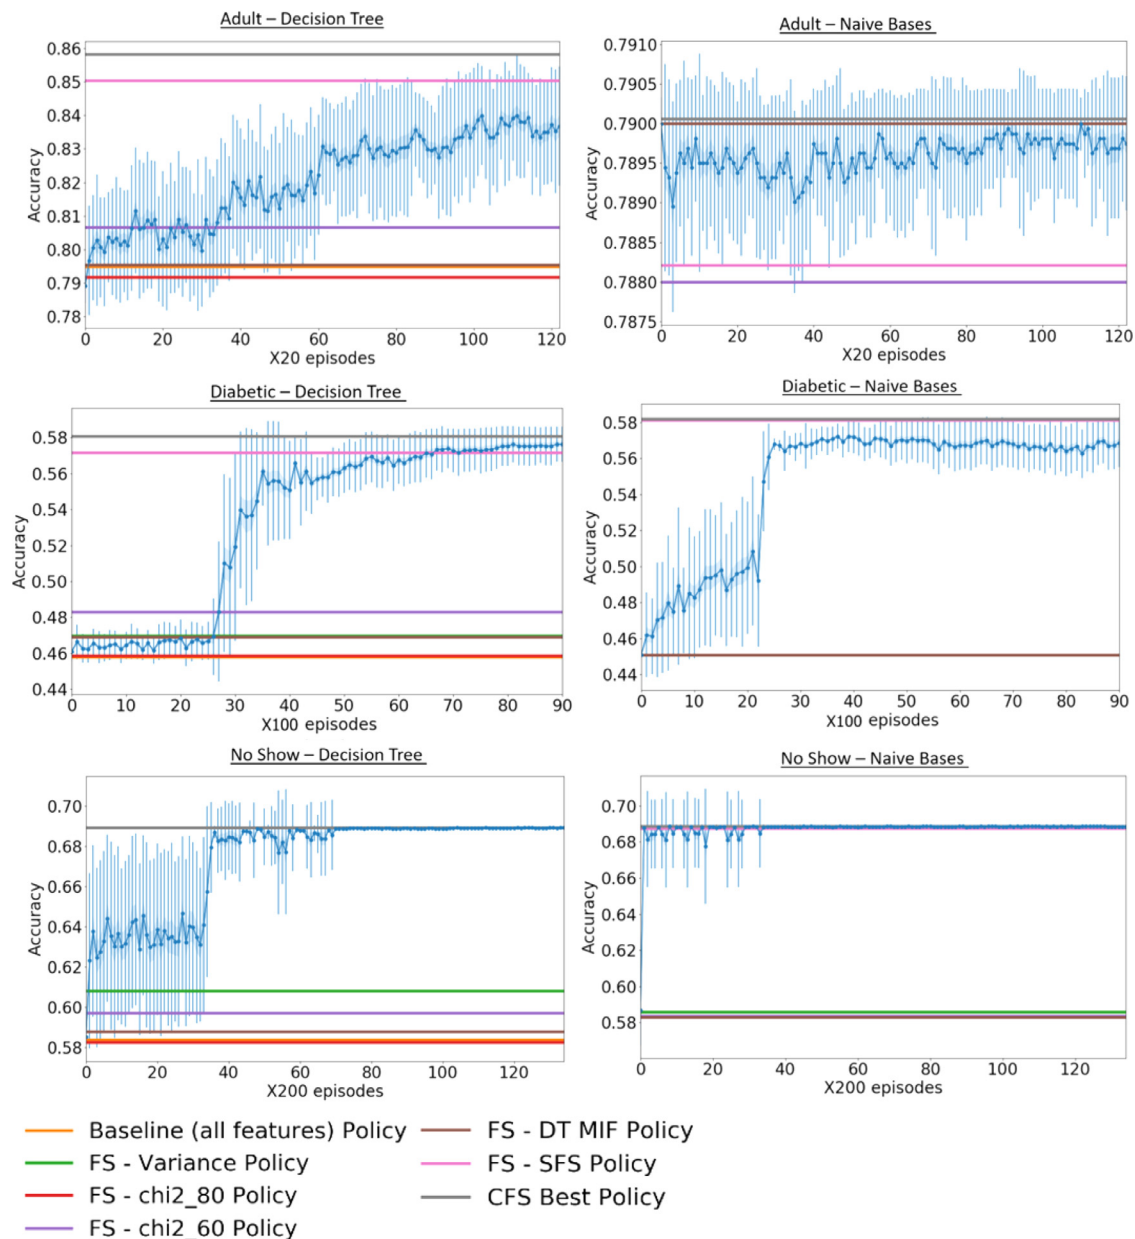 Adult – Decision Tree
0.86
0.85
0.84
0.83
0.82
0.81
0.80
0.79
0.78
Accuracy
0 20 40 60 80 100 120
X20 episodes
Adult – Naive Bases
0.7910
0.7905
0.7900
0.7895
0.7890
0.7885
0.7880
0.7875
Accuracy
0 20 40 60 80 100 120
X20 episodes
Diabetic – Decision Tree
0.58
0.56
0.54
0.52
0.50
0.48
0.46
0.44
Accuracy
0 10 20 30 40 50 60 70 80 90
X100 episodes
Diabetic – Naive Bases
0.58
0.56
0.54
0.52
0.50
0.48
0.46
0.44
Accuracy
0 10 20 30 40 50 60 70 80 90
X100 episodes
No Show – Decision Tree
0.70
0.68
0.66
0.64
0.62
0.60
0.58
Accuracy
0 20 40 60 80 100 120
X200 episodes
No Show – Naive Bases
0.70
0.68
0.66
0.64
0.62
0.60
0.58
Accuracy
0 20 40 60 80 100 120
X200 episodes
Baseline (all features) Policy
FS - Variance Policy
FS - chi2_80 Policy
FS - chi2_60 Policy
FS - DT MIF Policy
FS - SFS Policy
CFS Best Policy